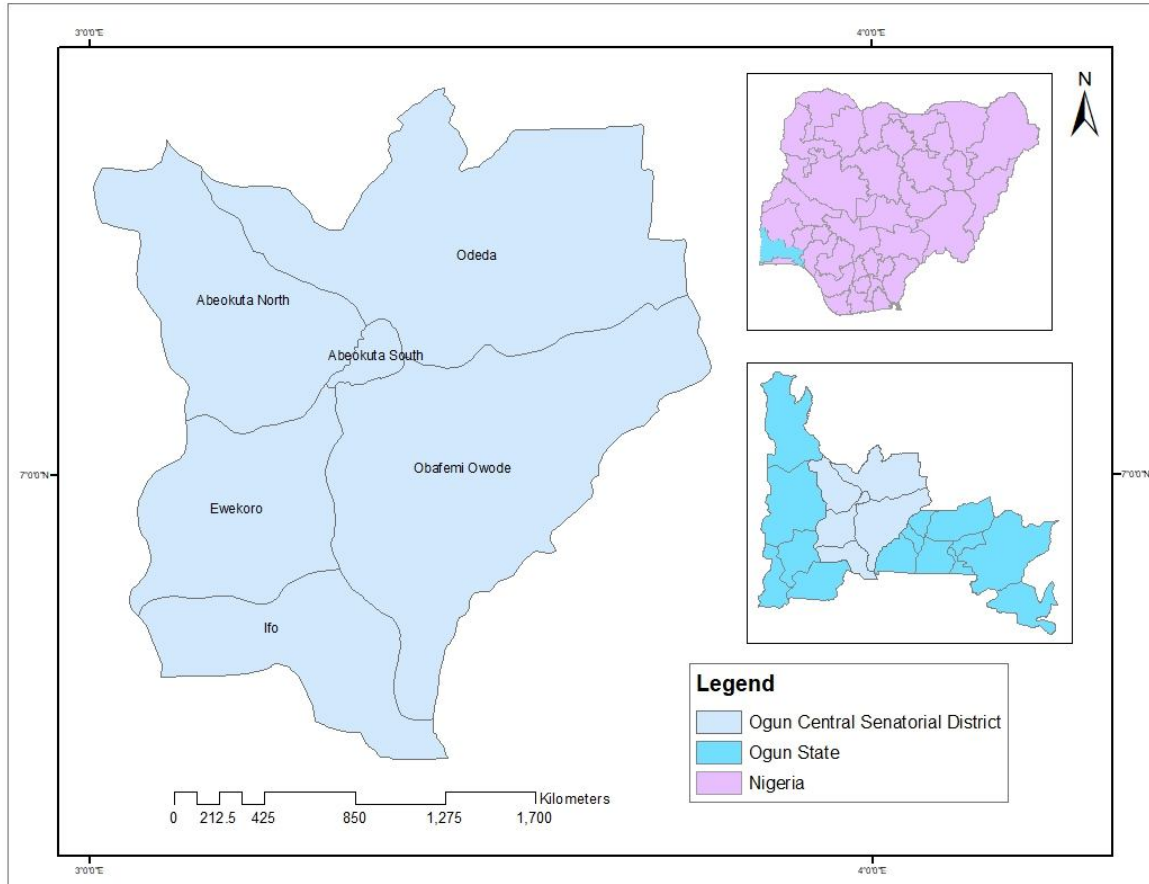 3°0'0"E
4°0'0"E
N
Odeda
Abeokuta North
Abeokuta South
7°0'0"N
7°0'0"N
Obafemi Owode
Ewekoro
Ifo
Legend
Ogun Central Senatorial District
Ogun State
Nigeria
Kilometers
0 212.5 425 850 1,275 1,700
3°0'0"E
4°0'0"E